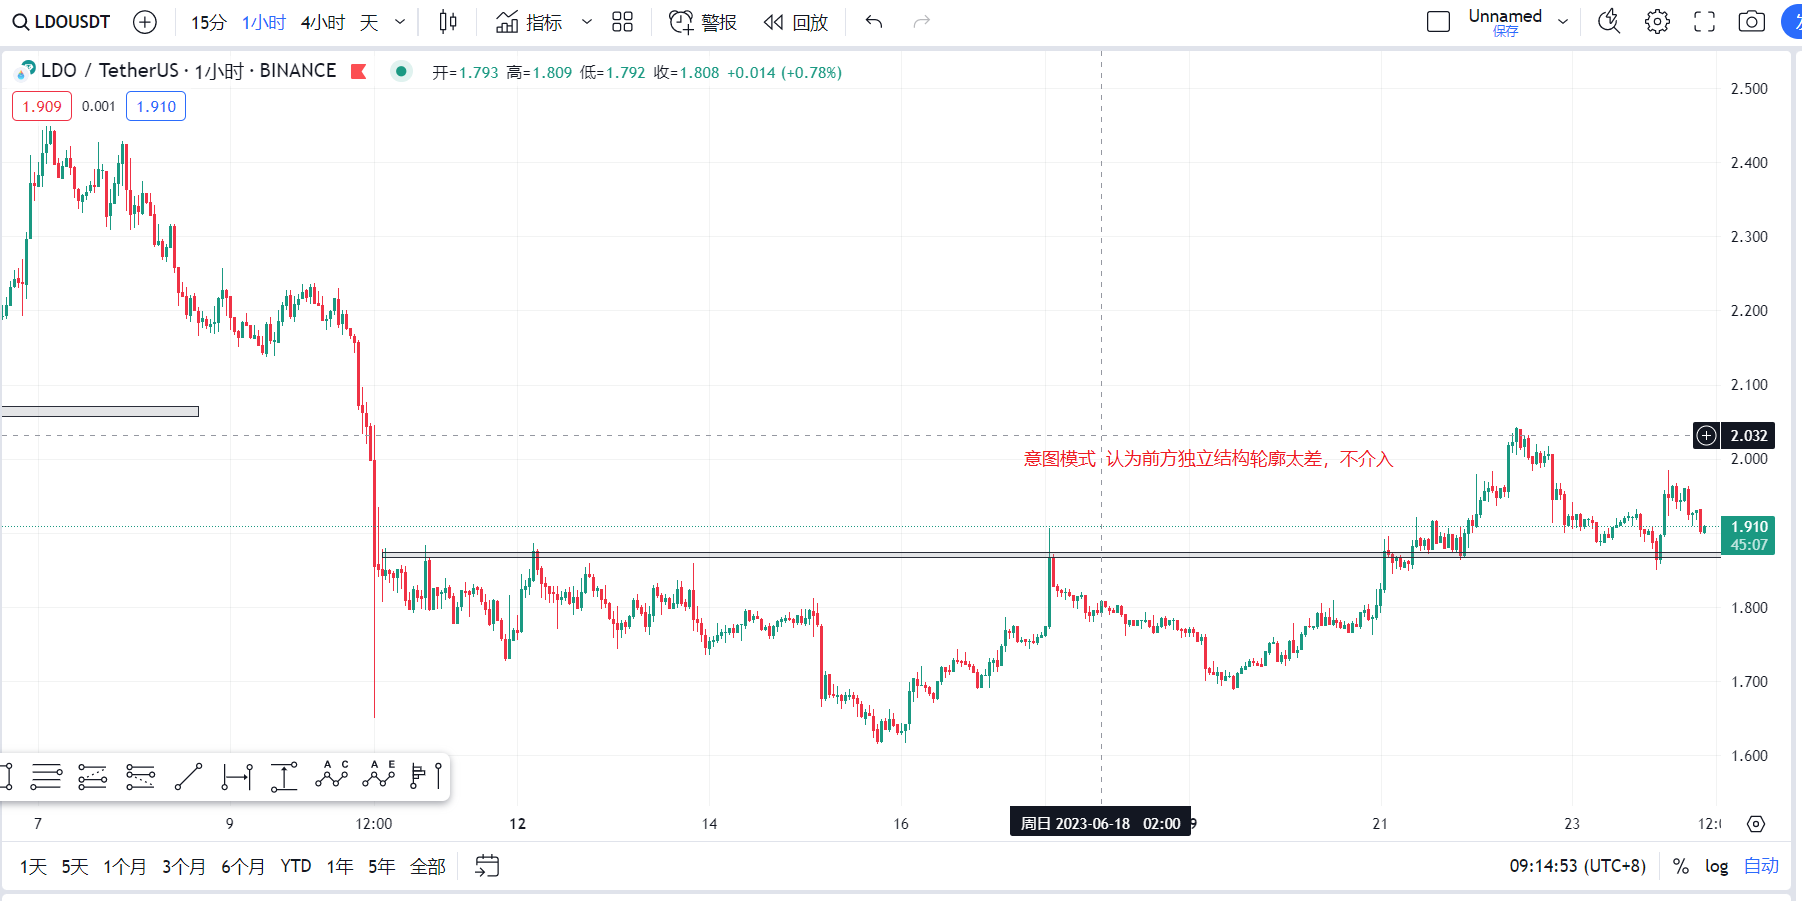 LDOUSDT 15分 1小时 4小时 天 指标 警报 回放 Unnamed
保存
LDO / TetherUS · 1小时 · BINANCE 开=1.793 高=1.809 低=1.792 收=1.808 +0.014 (+0.78%)
1.909 0.001 1.910
2.500
2.400
2.300
2.200
2.100
2.032
2.000
意图模式 认为前方独立结构轮廓太差，不介入
1.910
45:07
1.800
1.700
1.600
A C A E
7 9 12:00 12 14 16 周日 2023-06-18 02:00 9 21 23
1天 5天 1个月 3个月 6个月 YTD 1年 5年 全部 09:14:53 (UTC+8) % log 自动